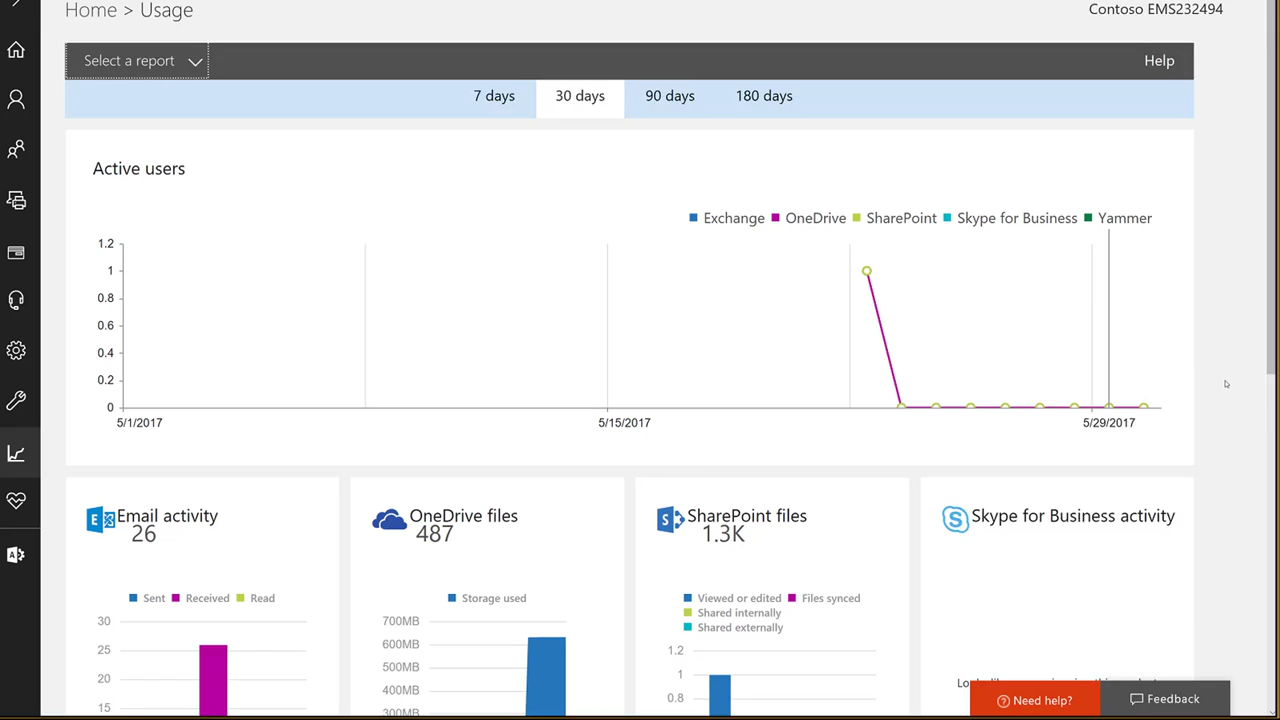 Home > Usage
Contoso EMS232494
Select a report
Help
7 days
30 days
90 days
180 days
Active users
Exchange
OneDrive
SharePoint
Skype for Business
Yammer
1.2
1
0.8
0.6
0.4
0.2
0
5/1/2017
5/15/2017
5/29/2017
Email activity
26
Sent
Received
Read
30
25
20
15
OneDrive files
487
Storage used
700MB
600MB
500MB
400MB
300MB
SharePoint files
1.3K
Viewed or edited
Files synced
Shared internally
Shared externally
1.2
1
0.8
Skype for Business activity
Need help?
Feedback